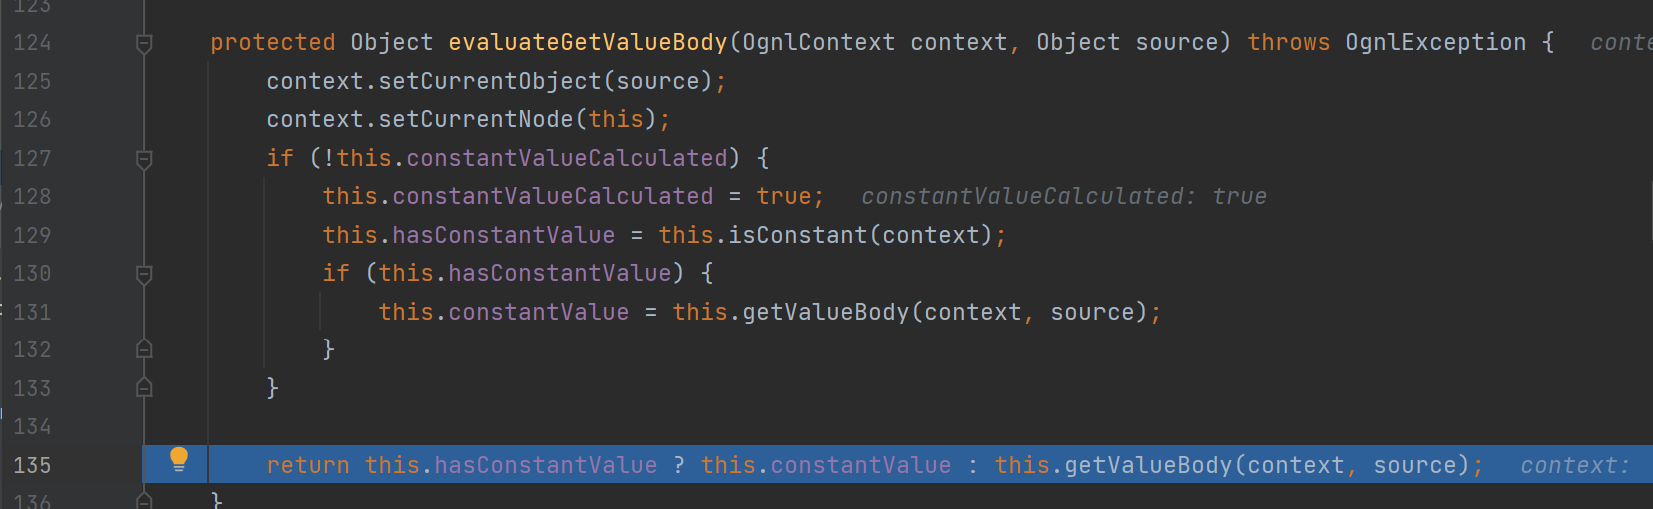 123
124 protected Object evaluateGetValueBody(OgnlContext context, Object source) throws OgnlException { conte
125 context.setCurrentObject(source);
126 context.setCurrentNode(this);
127 if (!this.constantValueCalculated) {
128 this.constantValueCalculated = true; constantValueCalculated: true
129 this.hasConstantValue = this.isConstant(context);
130 if (this.hasConstantValue) {
131 this.constantValue = this.getValueBody(context, source);
132 }
133 }
134
135 return this.hasConstantValue ? this.constantValue : this.getValueBody(context, source); context:
136 }